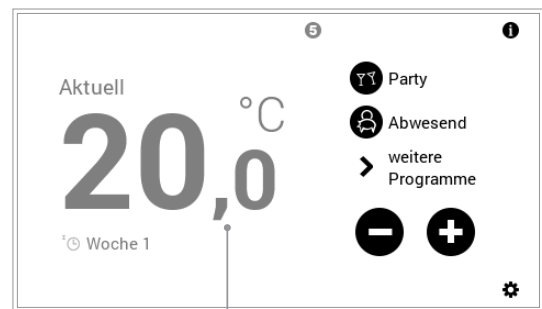 5
i
Aktuell
20,0 °C
Woche 1
Party
Abwesend
weitere
Programme